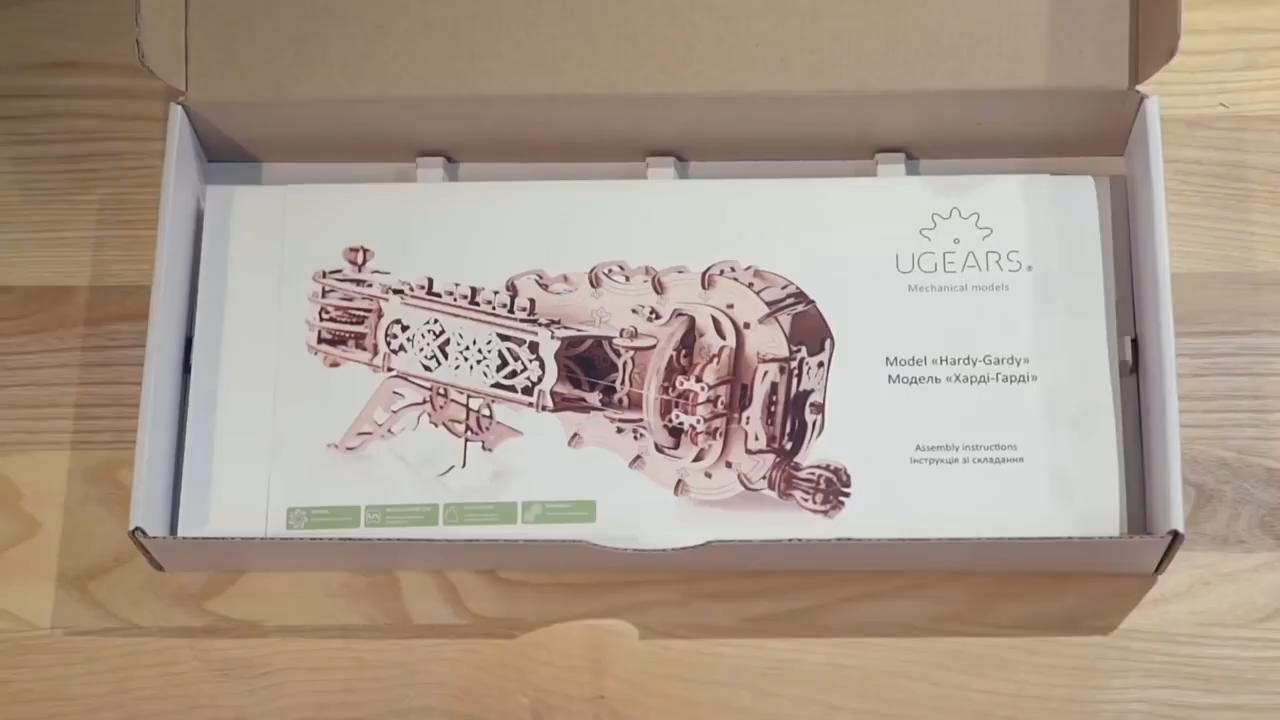 UGEARS®
Mechanical models
Model «Hardy-Gardy»
Модель «Харді-Гарді»
Assembly instructions
Інструкція зі складання